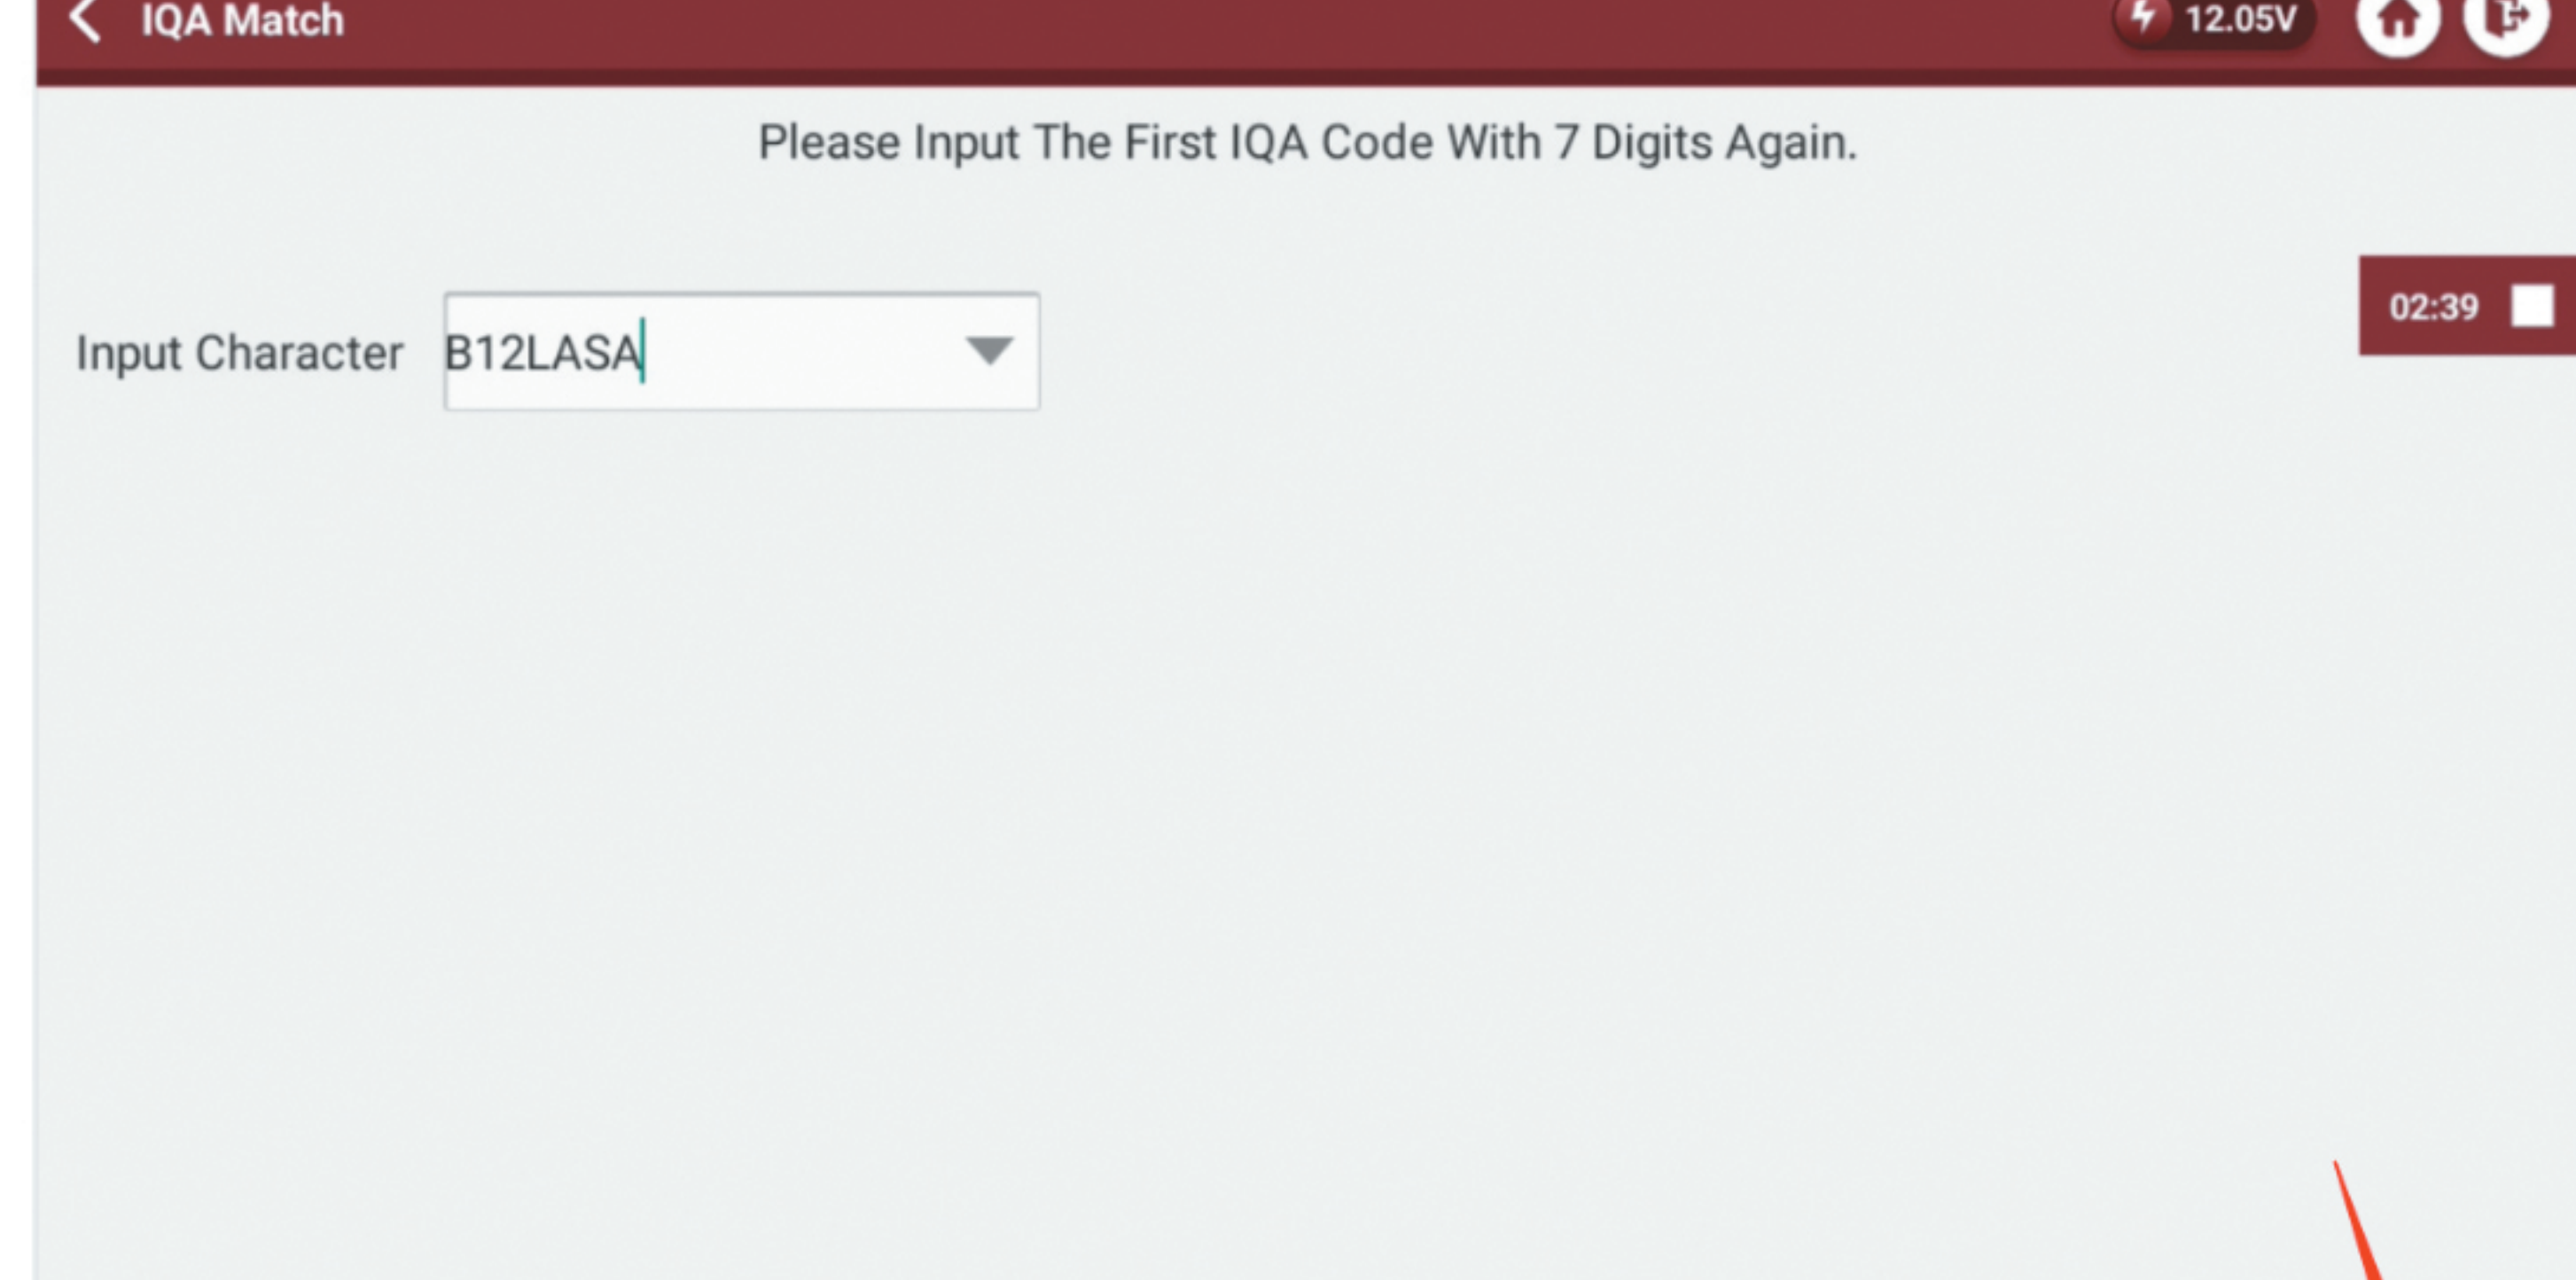 IQA Match
12.05V
Please Input The First IQA Code With 7 Digits Again.
02:39
Input Character B12LASA